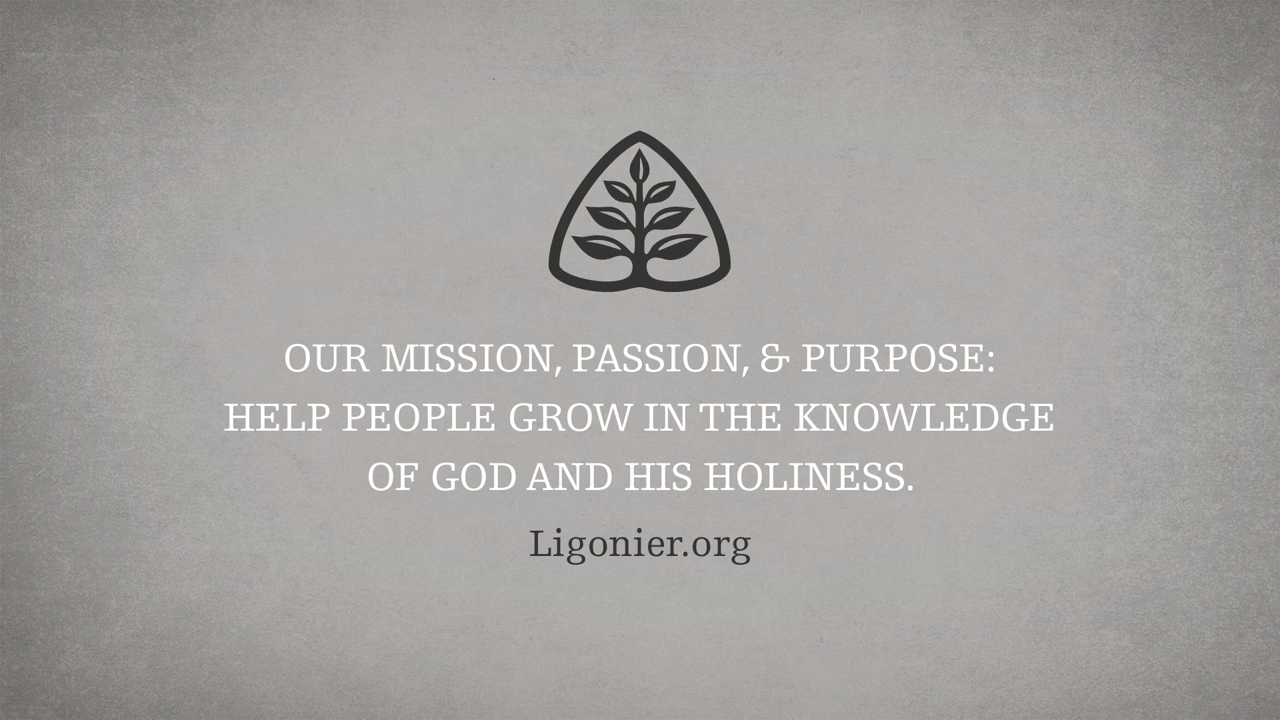 OUR MISSION, PASSION, & PURPOSE:
HELP PEOPLE GROW IN THE KNOWLEDGE
OF GOD AND HIS HOLINESS.
Ligonier.org